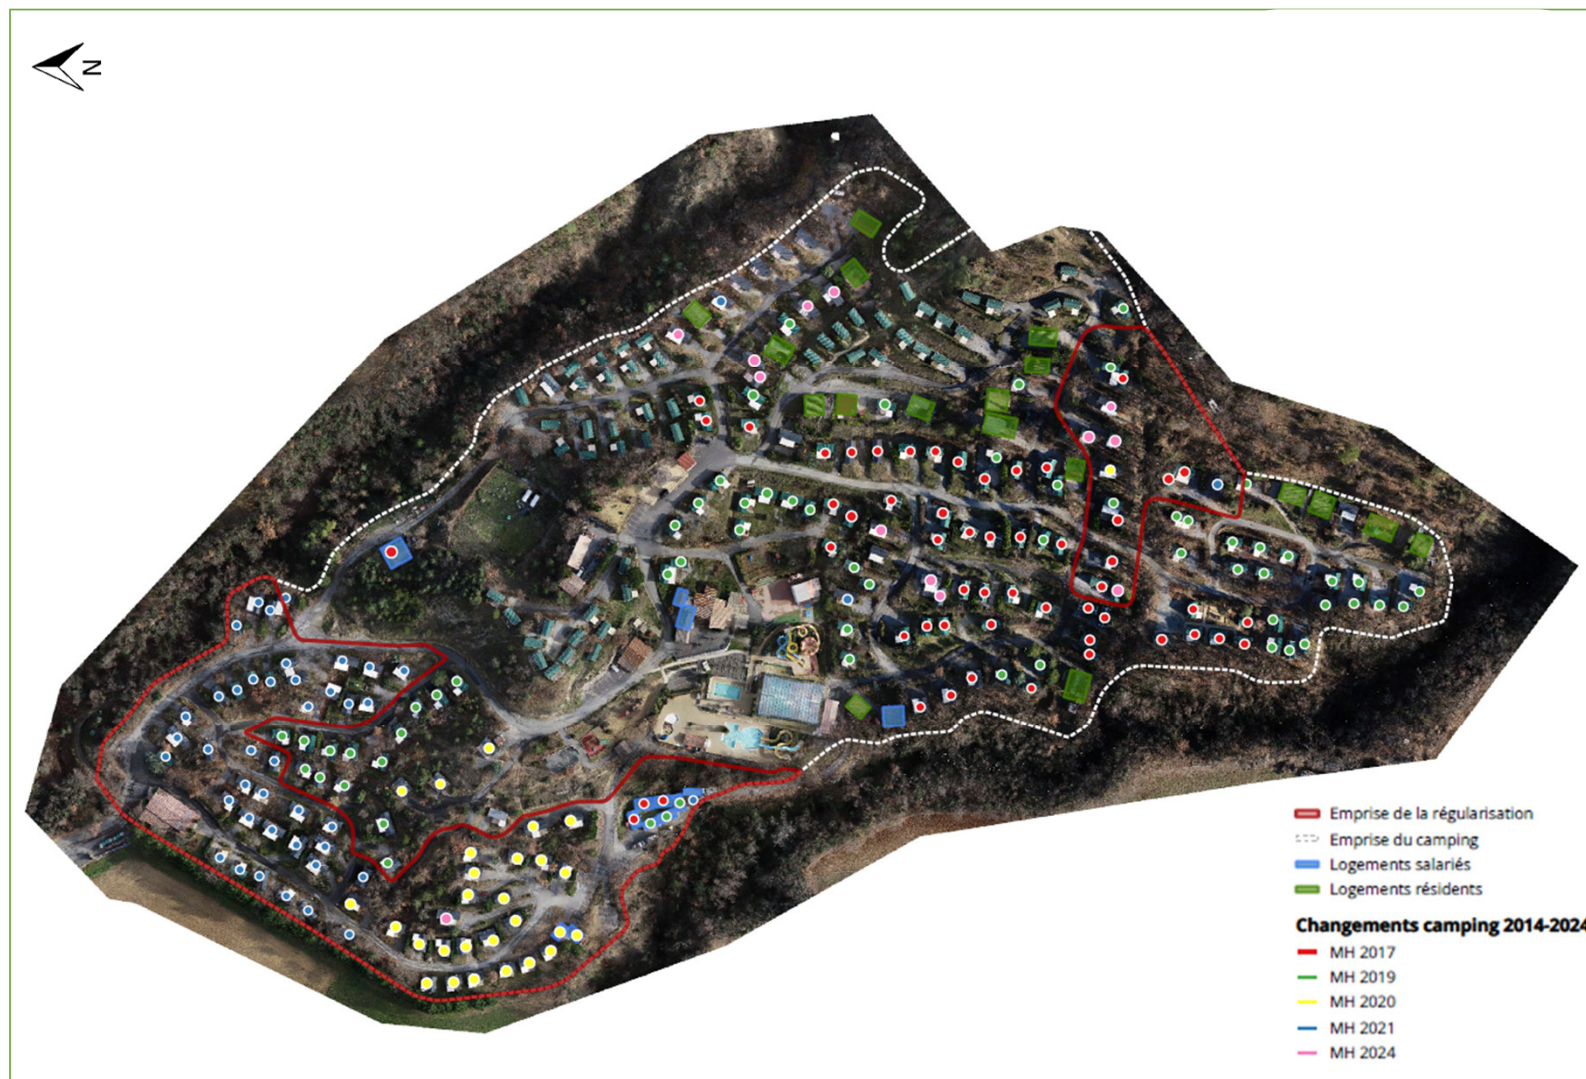 N
Emprise de la régularisation
Emprise du camping
Logements salariés
Logements résidents
Changements camping 2014-2024
MH 2017
MH 2019
MH 2020
MH 2021
MH 2024